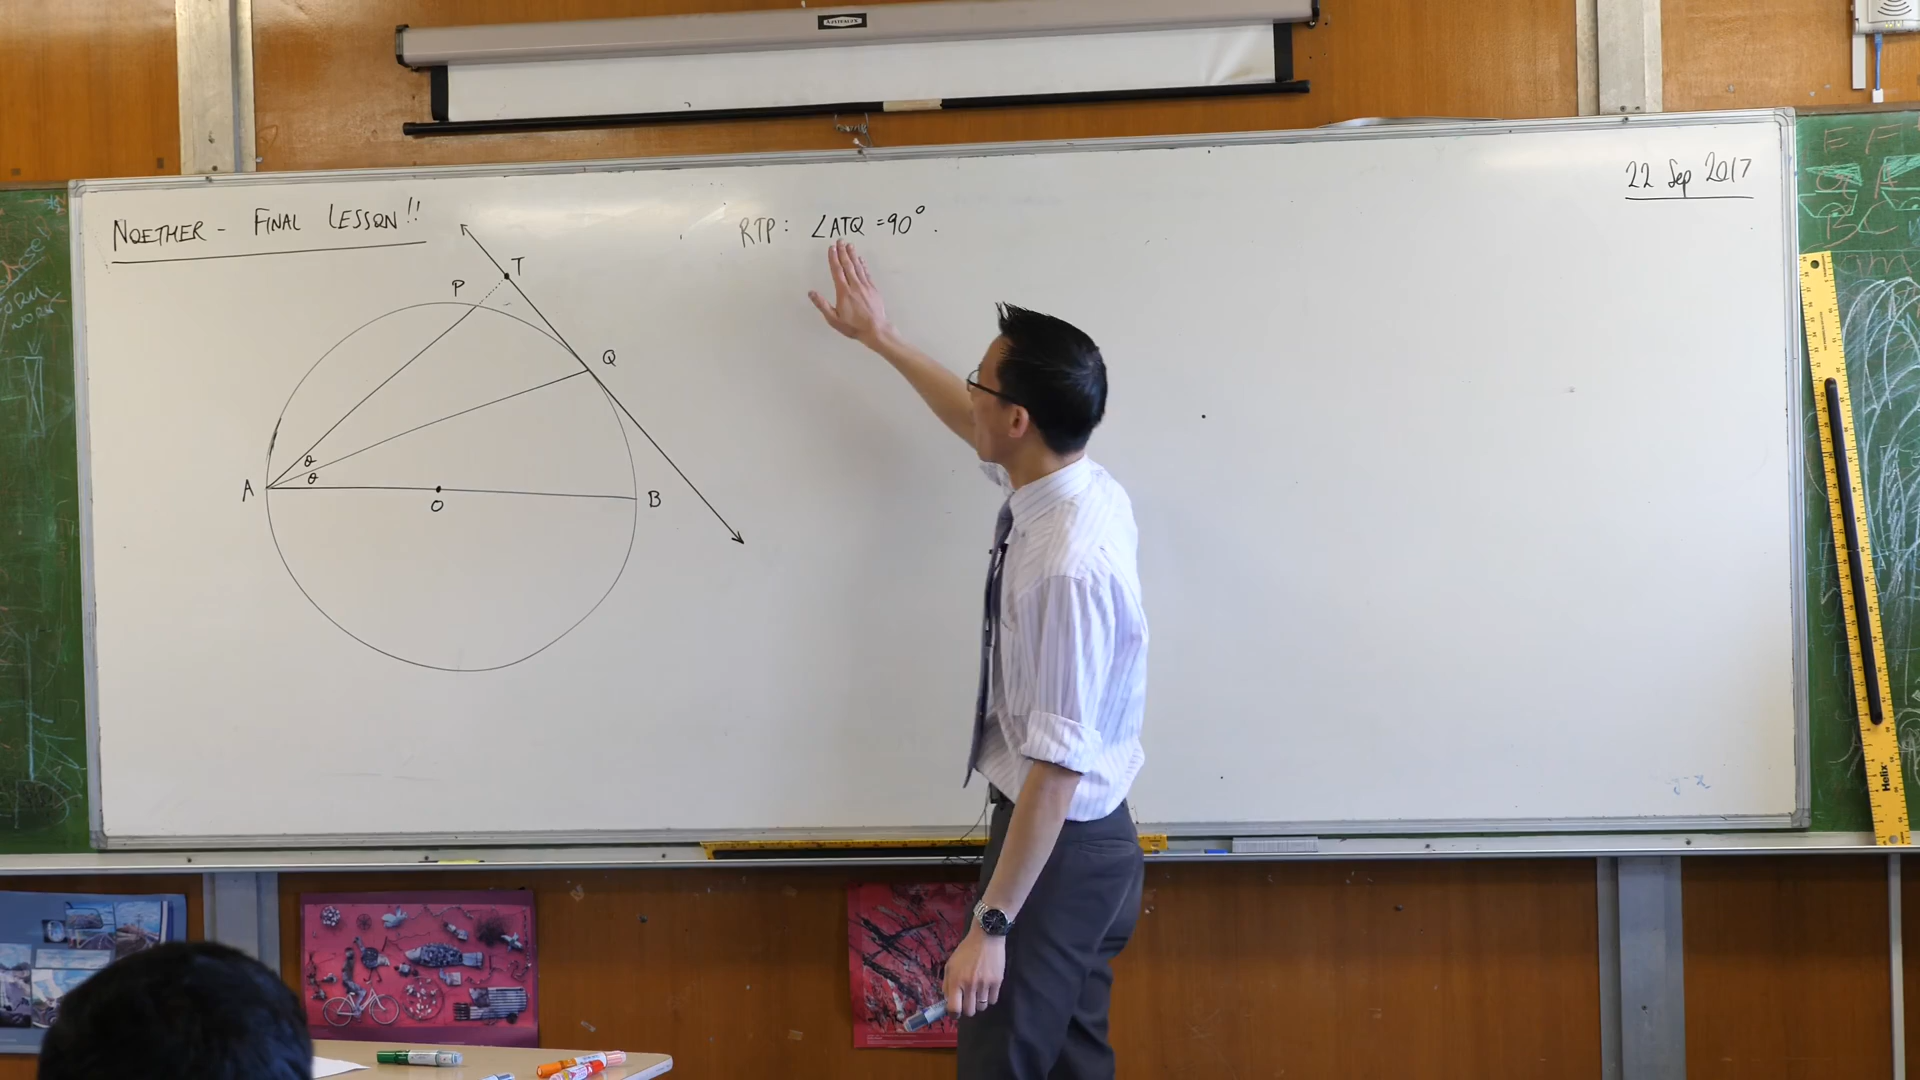 NOETHER - FINAL LESSON!!
RTP: ∠ATQ = 90°.
22 Sep 2017
T
P
Q
θ
θ
A
O
B
Helix